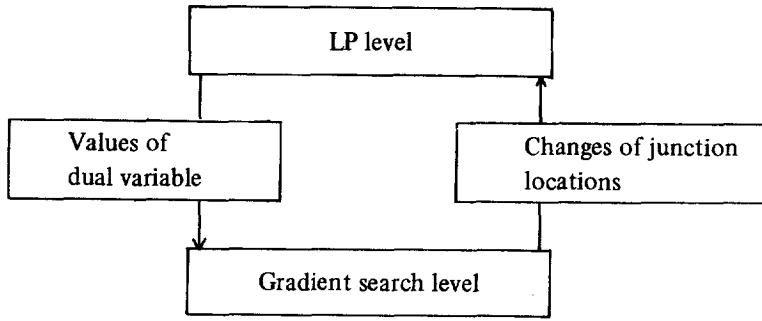 LP level
Values of
dual variable
Changes of junction
locations
Gradient search level